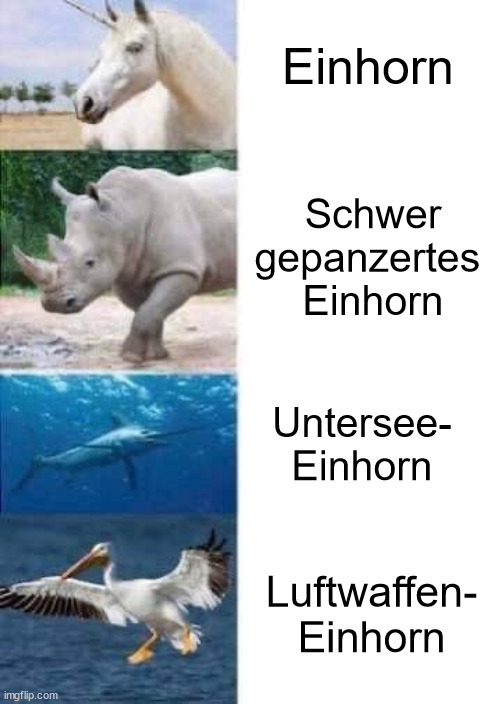 Einhorn
Schwer
gepanzertes
Einhorn
Untersee-
Einhorn
Luftwaffen-
Einhorn
imgflip.com